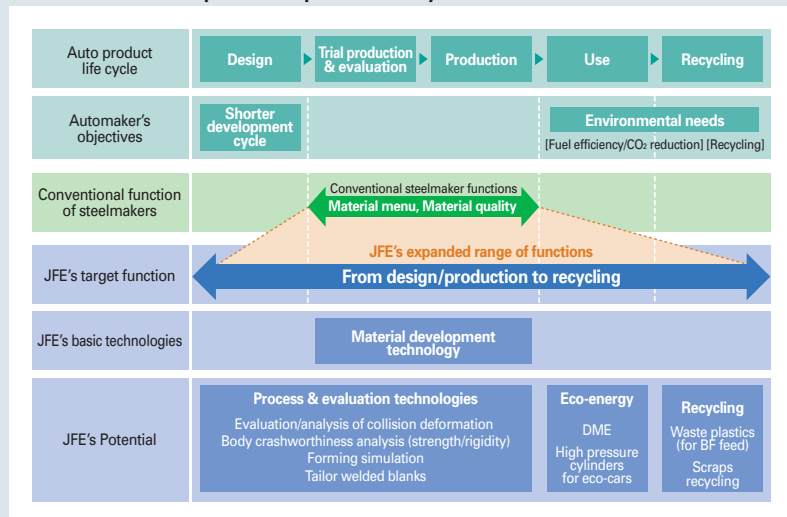 Auto product
life cycle
Design
Trial production
& evaluation
Production
Use
Recycling
Automaker's
objectives
Shorter
development
cycle
Environmental needs
[Fuel efficiency/CO₂ reduction] [Recycling]
Conventional function
of steelmakers
Conventional steelmaker functions
Material menu, Material quality
JFE's expanded range of functions
JFE's target function
From design/production to recycling
JFE's basic technologies
Material development
technology
JFE's Potential
Process & evaluation technologies
Evaluation/analysis of collision deformation
Body crashworthiness analysis (strength/rigidity)
Forming simulation
Tailor welded blanks
Eco-energy
DME
High pressure
cylinders
for eco-cars
Recycling
Waste plastics
(for BF feed)
Scraps
recycling